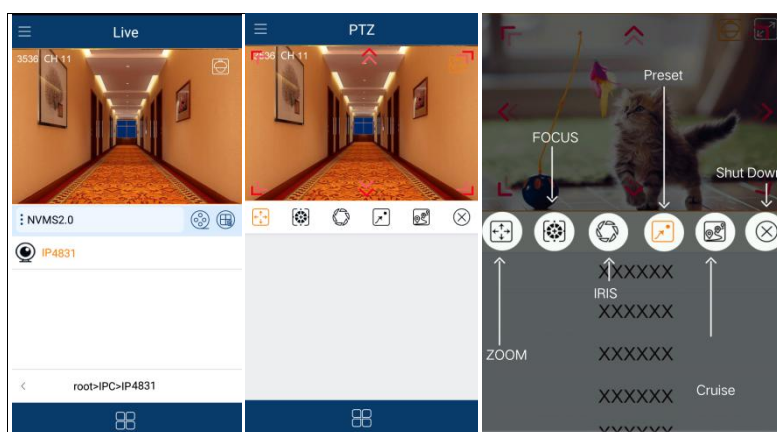 Live
3536 CH 11
NVMS2.0
IP4831
root>IPC>IP4831
PTZ
3536 CH 11
Preset
FOCUS
Shut Down
XXXXXX
IRIS
XXXXXX
ZOOM
XXXXXX
XXXXXX
Cruise
XXXXXX